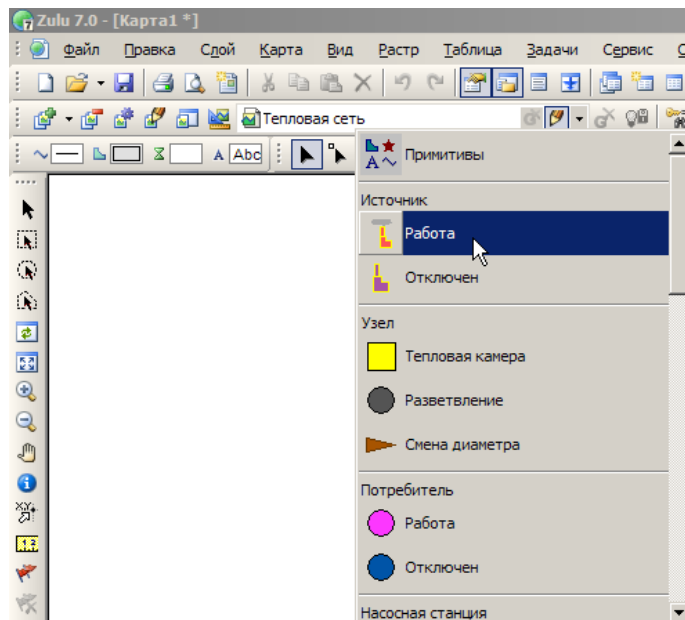 Zulu 7.0 - [Карта1 *]
Файл Правка Слой Карта Вид Растр Таблица Задачи Сервис
Тепловая сеть
A Abc
Примитивы
Источник
Работа
Отключен
Узел
Тепловая камера
Разветвление
Смена диаметра
Потребитель
Работа
Отключен
Насосная станция